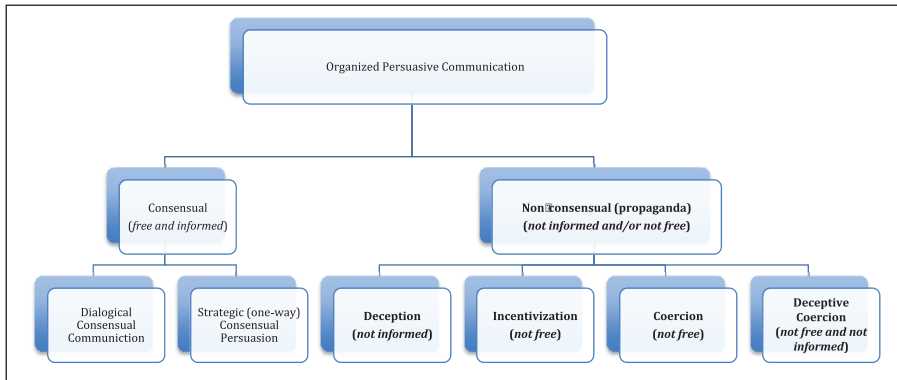 Organized Persuasive Communication
Consensual
(free and informed)
Non⍰consensual (propaganda)
(not informed and/or not free)
Dialogical
Consensual
Communiction
Strategic (one-way)
Consensual
Persuasion
Deception
(not informed)
Incentivization
(not free)
Coercion
(not free)
Deceptive
Coercion
(not free and not
informed)